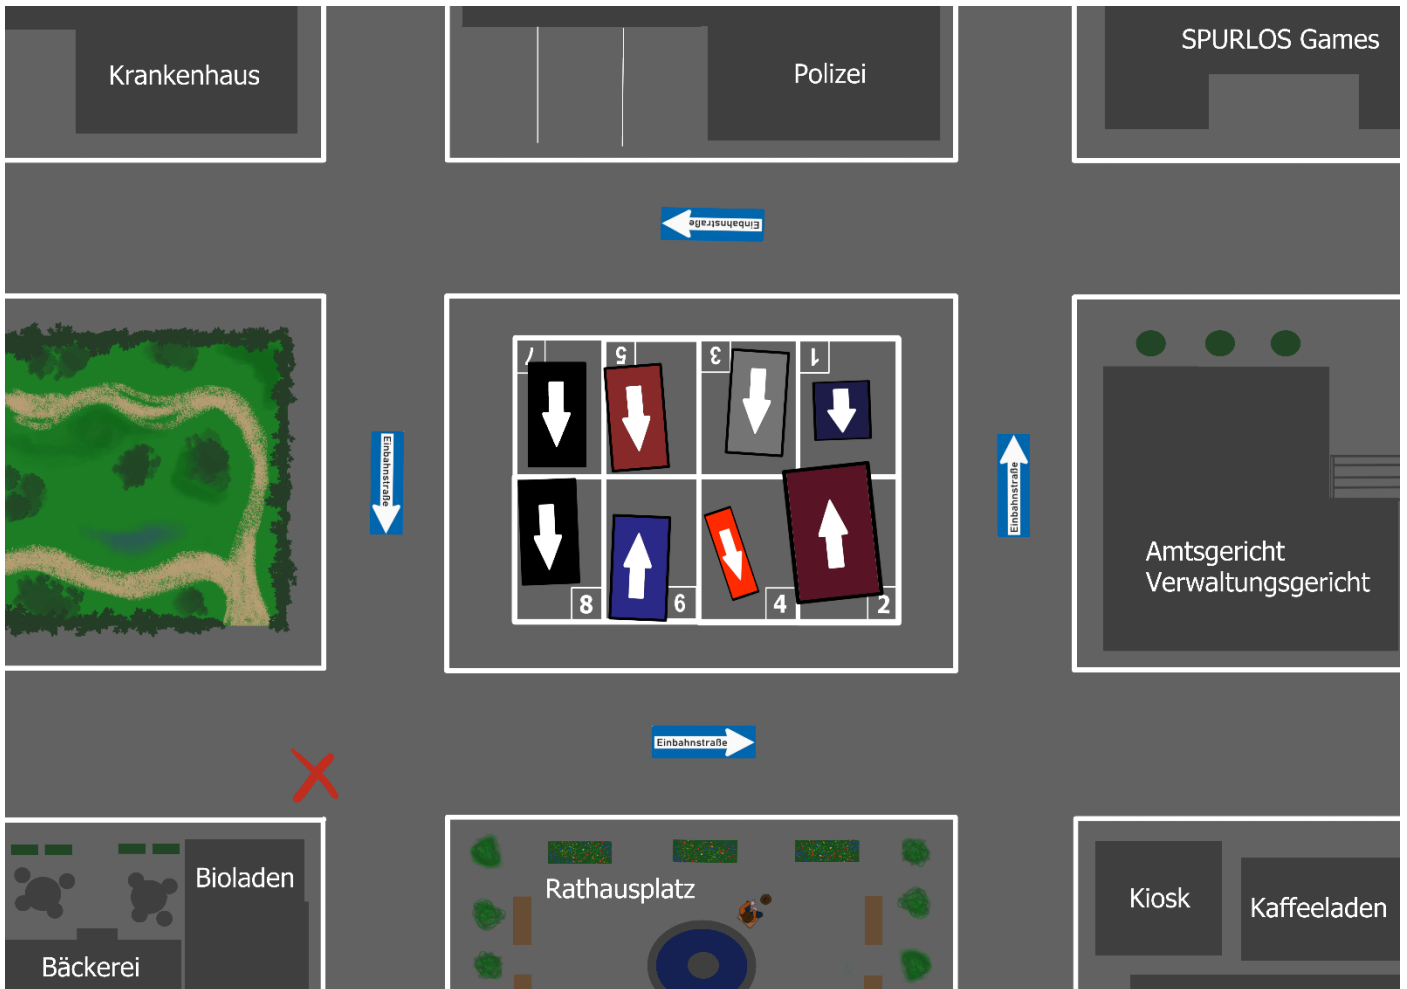 Krankenhaus
Polizei
SPURLOS Games
Einbahnstraße
7
5
3
1
Einbahnstraße
Einbahnstraße
Amtsgericht
Verwaltungsgericht
8
6
4
2
Einbahnstraße
Bioladen
Rathausplatz
Kiosk
Kaffeeladen
Bäckerei